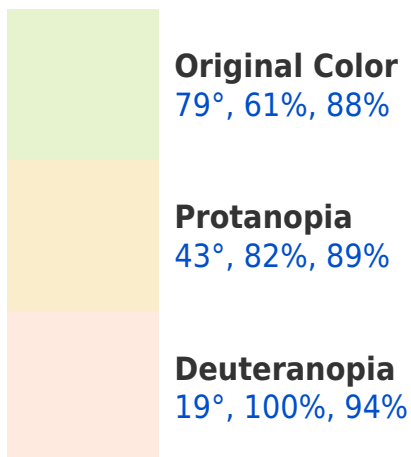 Original Color
79°, 61%, 88%
Protanopia
43°, 82%, 89%
Deuteranopia
19°, 100%, 94%